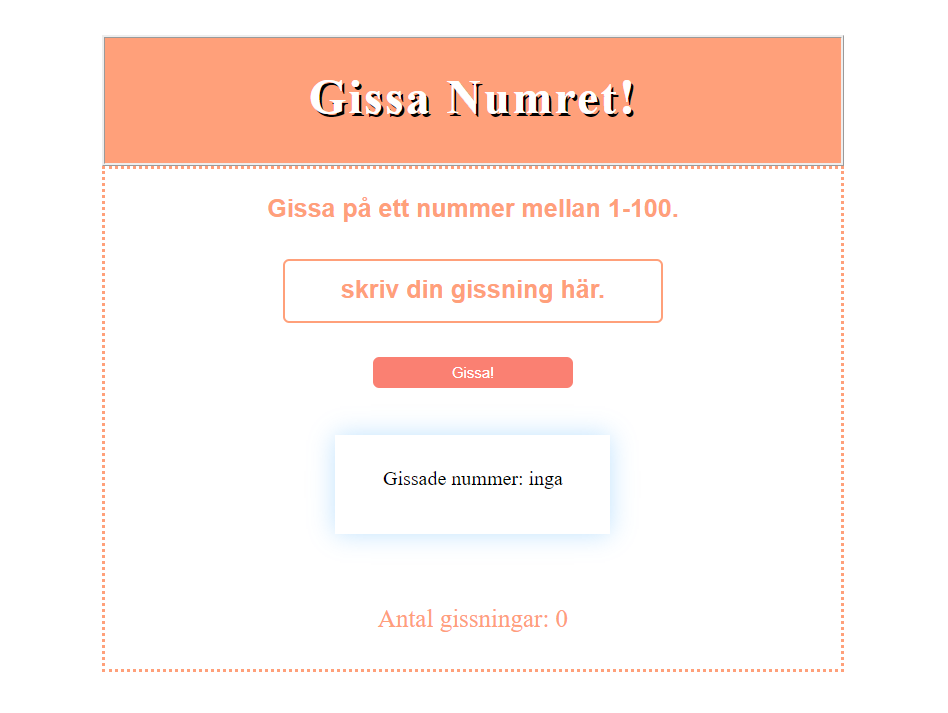 Gissa Numret!
Gissa på ett nummer mellan 1-100.
skriv din gissning här.
Gissa!
Gissade nummer: inga
Antal gissningar: 0